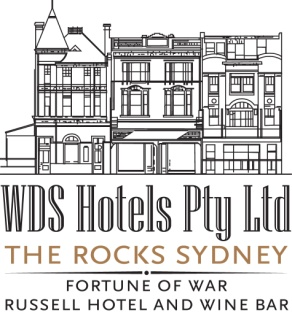 WDS Hotels Pty Ltd
THE ROCKS SYDNEY
FORTUNE OF WAR
RUSSELL HOTEL AND WINE BAR